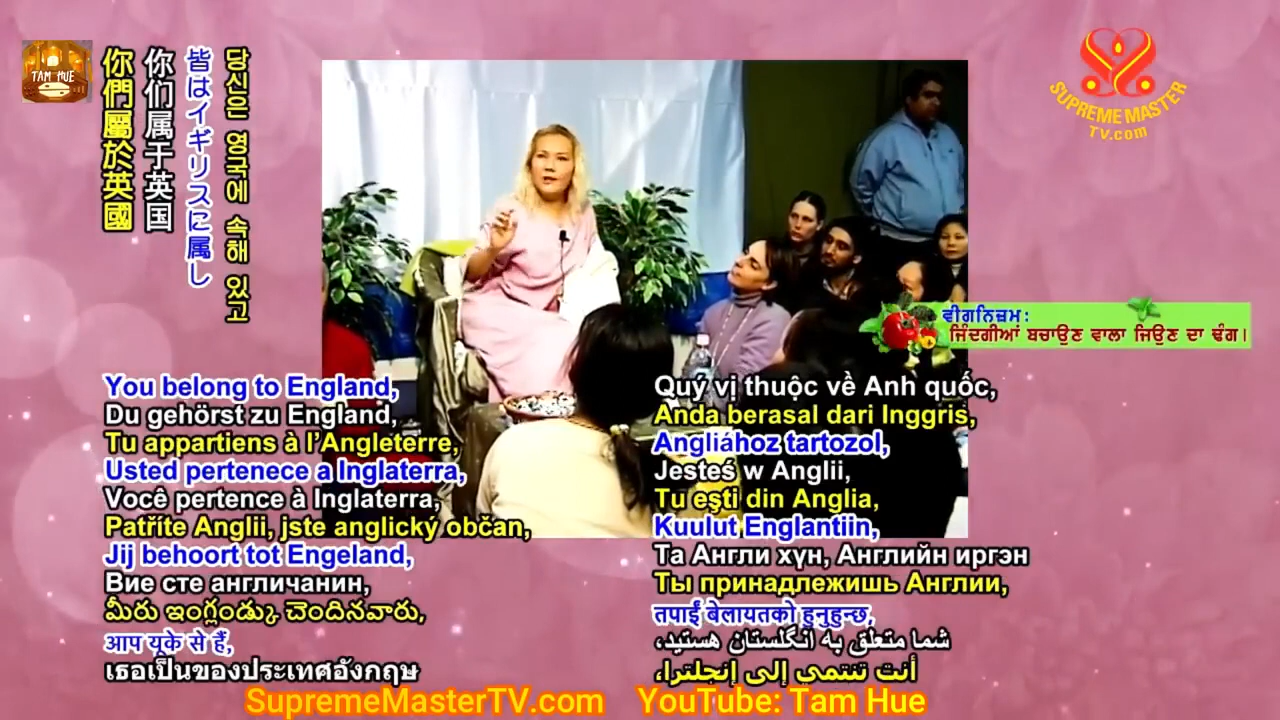 TAM HUE
你們屬於英國
你们属于英国
皆はイギリスに属し
당신은 영국에 속해 있고
SUPREME MASTER
TV.com
ਵੀਗਨਿਜ਼ਮ:
ਜ਼ਿੰਦਗੀਆਂ ਬਚਾਉਣ ਵਾਲਾ ਜਿਉਣ ਦਾ ਢੰਗ।
You belong to England,
Du gehörst zu England,
Tu appartiens à l’Angleterre,
Usted pertenece a Inglaterra,
Você pertence à Inglaterra,
Patříte Anglii, jste anglický občan,
Jij behoort tot Engeland,
Вие сте англичанин,
మీరు ఇంగ్లండ్కు చెందినవారు,
आप यूके से हैं,
เธอเป็นของประเทศอังกฤษ
Quý vị thuộc về Anh quốc,
Anda berasal dari Inggris,
Angliához tartozol,
Jesteś w Anglii,
Tu eşti din Anglia,
Kuulut Englantiin,
Та Англи хүн, Английн иргэн
Ты принадлежишь Англии,
तपाईं बेलायतको हुनुहुन्छ,
شما متعلق به انگلستان هستید،
أنت تنتمي إلى إنجلترا،
SupremeMasterTV.com YouTube: Tam Hue